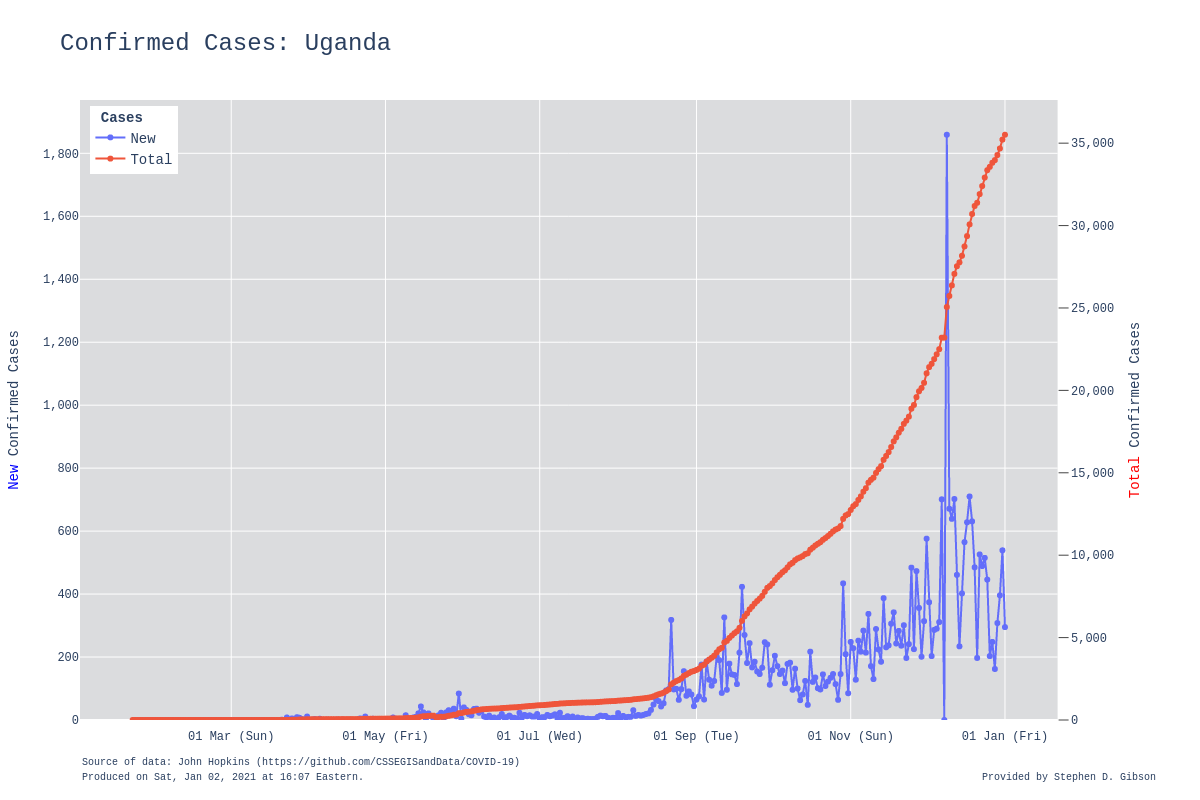 Confirmed Cases: Uganda
Cases
New
Total
1,800
1,600
1,400
1,200
1,000
800
600
400
200
0
New Confirmed Cases
35,000
30,000
25,000
20,000
15,000
10,000
5,000
0
Total Confirmed Cases
01 Mar (Sun)
01 May (Fri)
01 Jul (Wed)
01 Sep (Tue)
01 Nov (Sun)
01 Jan (Fri)
Source of data: John Hopkins (https://github.com/CSSEGISandData/COVID-19)
Produced on Sat, Jan 02, 2021 at 16:07 Eastern.
Provided by Stephen D. Gibson